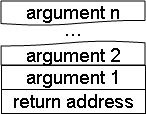 argument n
...
argument 2
argument 1
return address